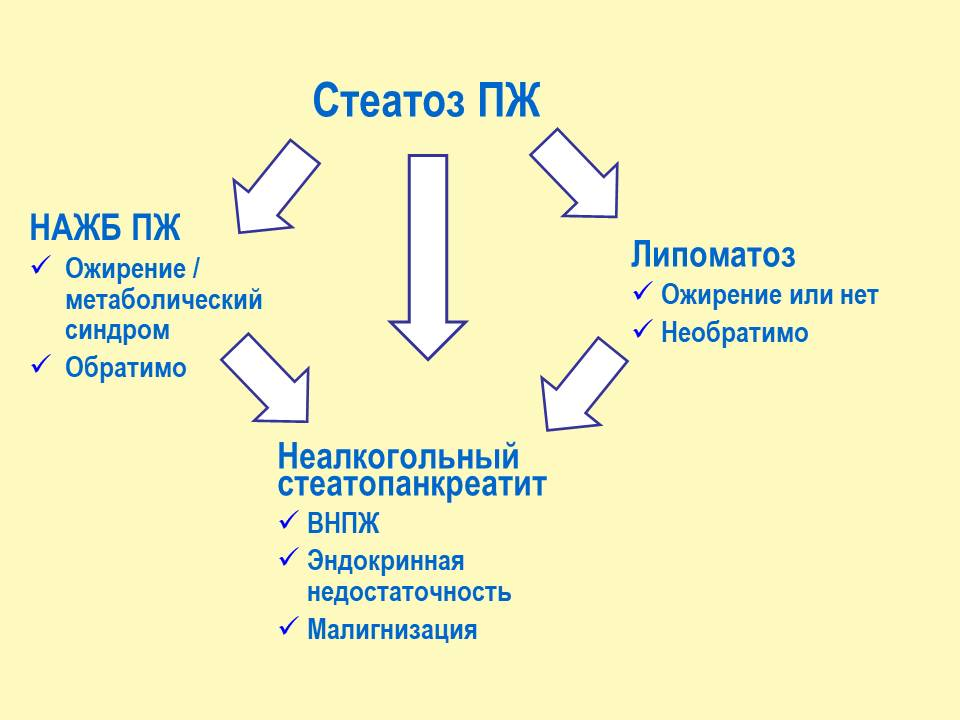 Стеатоз ПЖ
НАЖБ ПЖ
✓ Ожирение /
метаболический
синдром
✓ Обратимо
Липоматоз
✓ Ожирение или нет
✓ Необратимо
Неалкогольный
стеатопанкреатит
✓ ВНПЖ
✓ Эндокринная
недостаточность
✓ Малигнизация